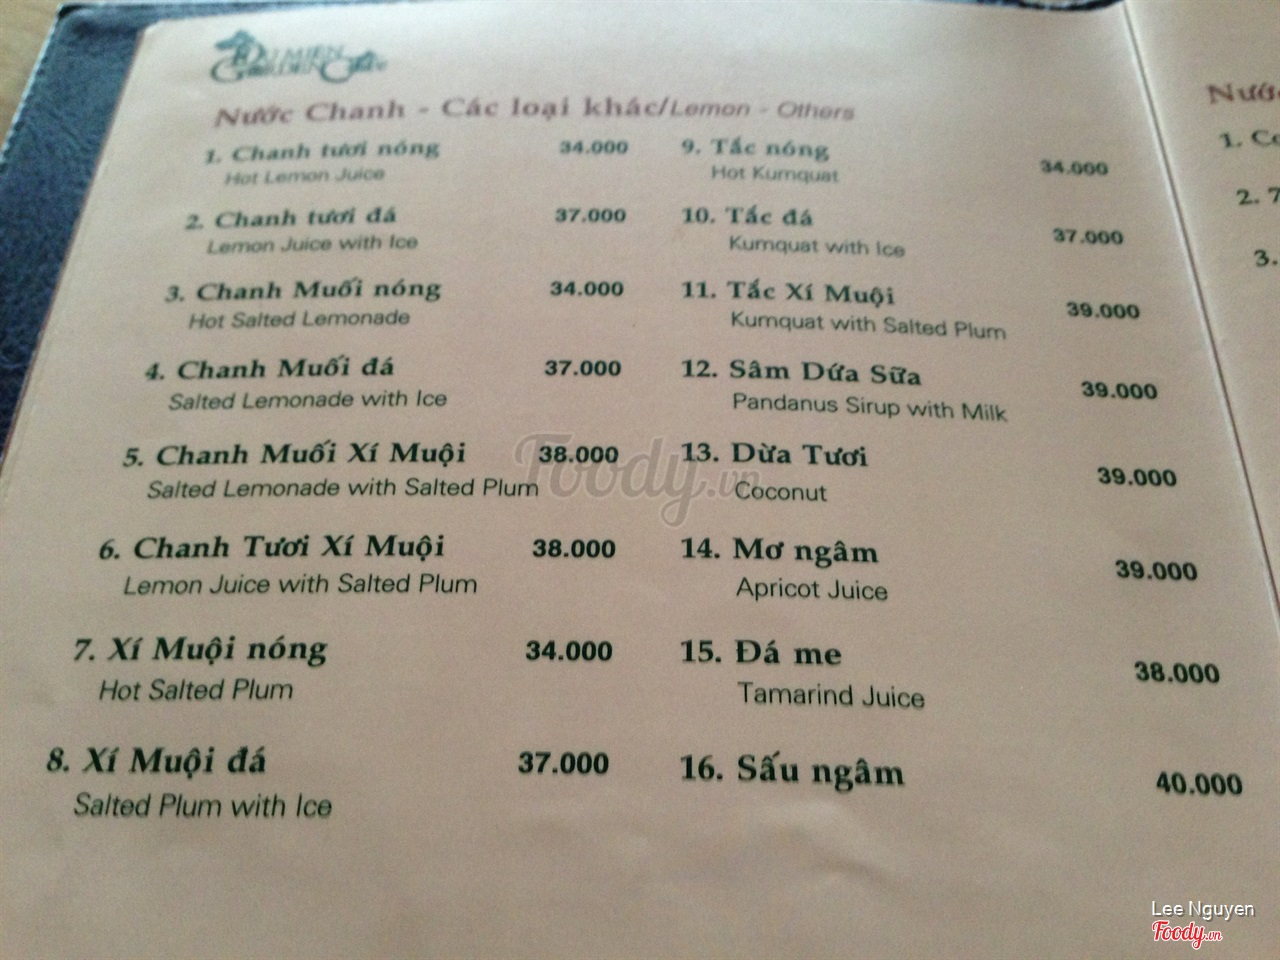 DU MIÊN
Nước Chanh - Các loại khác/Lemon - Others
1. Chanh tươi nóng 34.000
Hot Lemon Juice
2. Chanh tươi đá 37.000
Lemon Juice with Ice
3. Chanh Muối nóng 34.000
Hot Salted Lemonade
4. Chanh Muối đá 37.000
Salted Lemonade with Ice
5. Chanh Muối Xí Muội 38.000
Salted Lemonade with Salted Plum
6. Chanh Tươi Xí Muội 38.000
Lemon Juice with Salted Plum
7. Xí Muội nóng 34.000
Hot Salted Plum
8. Xí Muội đá 37.000
Salted Plum with Ice
9. Tắc nóng 34.000
Hot Kumquat
10. Tắc đá 37.000
Kumquat with Ice
11. Tắc Xí Muội 39.000
Kumquat with Salted Plum
12. Sâm Dứa Sữa 39.000
Pandanus Sirup with Milk
13. Dừa Tươi 39.000
Coconut
14. Mơ ngâm 39.000
Apricot Juice
15. Đá me 38.000
Tamarind Juice
16. Sấu ngâm 40.000
1.
2.
3.
Foody.vn
Lee Nguyen
Foody.vn